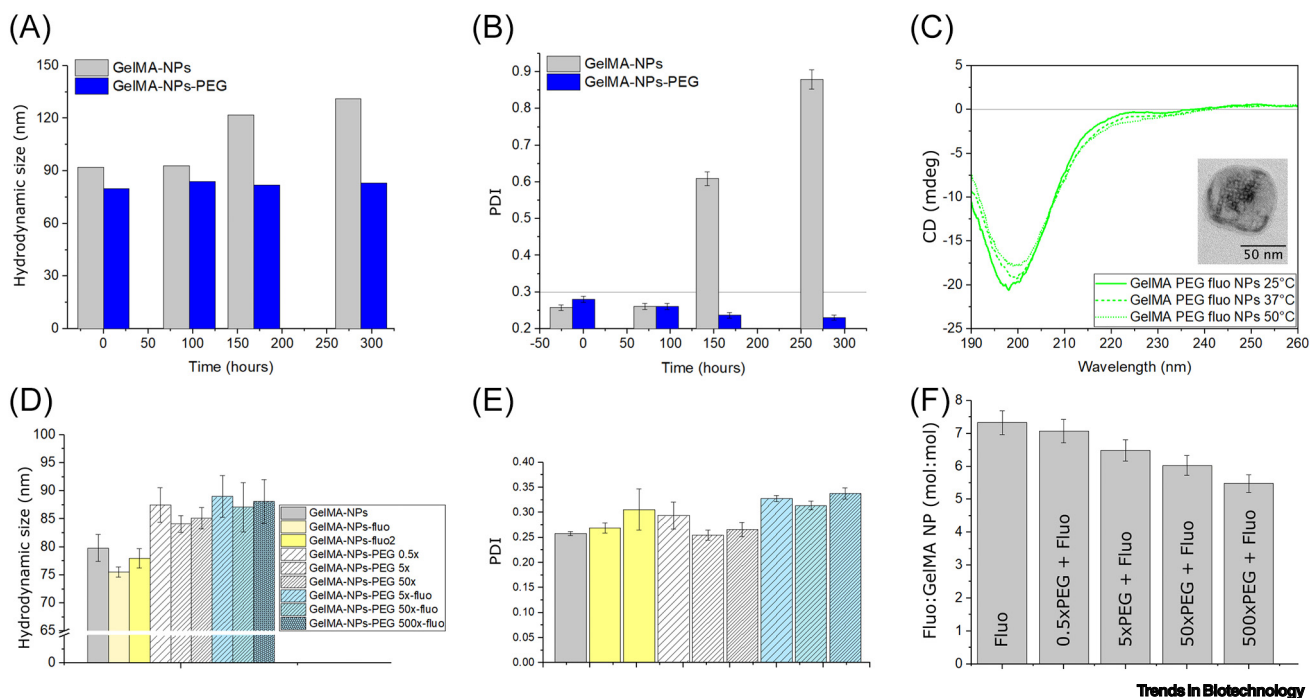 (A)
150
120
90
60
30
0
Hydrodynamic size (nm)
GelMA-NPs
GelMA-NPs-PEG
0 50 100 150 200 250 300
Time (hours)
(B)
0.9
0.8
0.7
0.6
0.5
0.4
0.3
0.2
PDI
GelMA-NPs
GelMA-NPs-PEG
-50 0 50 100 150 200 250 300
Time (hours)
(C)
5
0
-5
-10
-15
-20
-25
CD (mdeg)
50 nm
GelMA PEG fluo NPs 25°C
GelMA PEG fluo NPs 37°C
GelMA PEG fluo NPs 50°C
190 200 210 220 230 240 250 260
Wavelength (nm)
(D)
100
95
90
85
80
75
70
65
0
Hydrodynamic size (nm)
GelMA-NPs
GelMA-NPs-fluo
GelMA-NPs-fluo2
GelMA-NPs-PEG 0.5x
GelMA-NPs-PEG 5x
GelMA-NPs-PEG 50x
GelMA-NPs-PEG 5x-fluo
GelMA-NPs-PEG 50x-fluo
GelMA-NPs-PEG 500x-fluo
(E)
0.40
0.35
0.30
0.25
0.20
0.15
0.10
0.05
0.00
PDI
(F)
8
7
6
5
4
3
2
1
0
Fluo:GelMA NP (mol:mol)
Fluo
0.5xPEG + Fluo
5xPEG + Fluo
50xPEG + Fluo
500xPEG + Fluo
Trends in Biotechnology